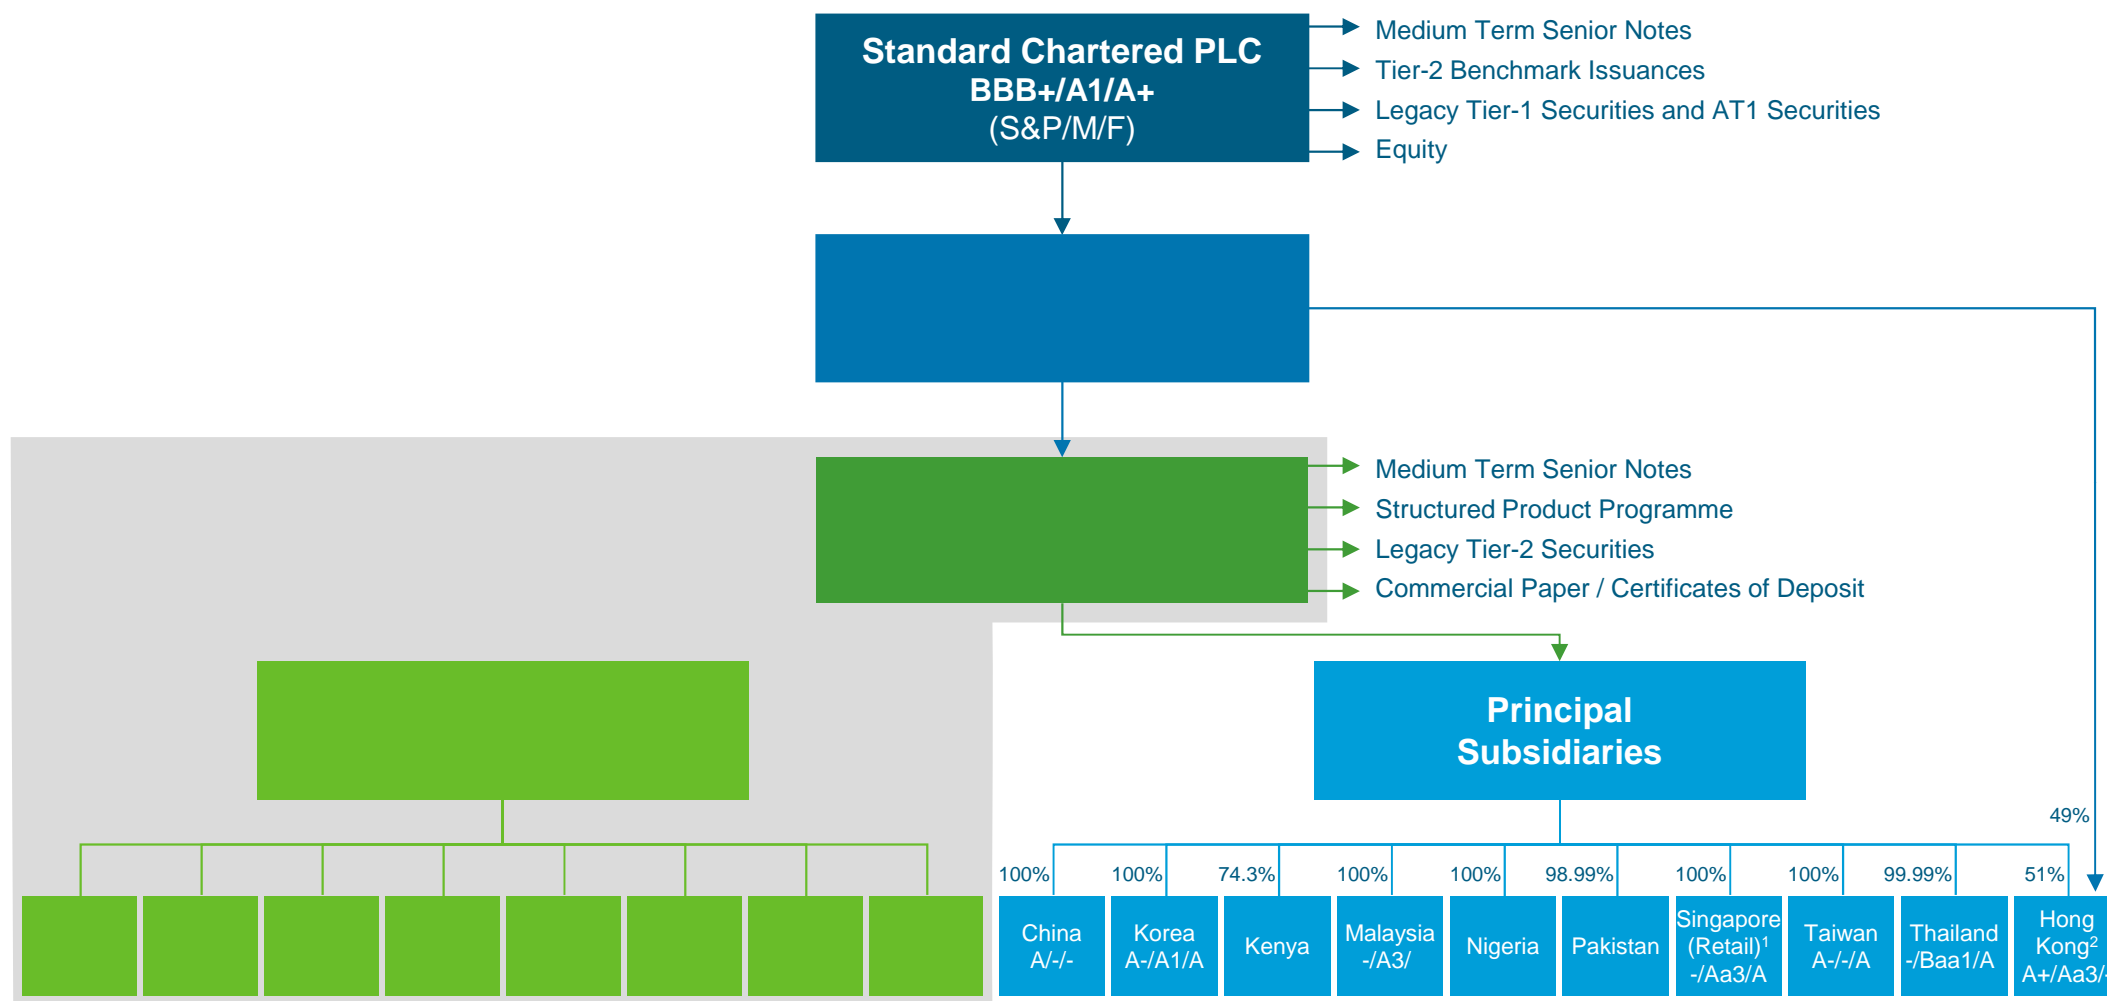 Standard Chartered PLC
BBB+/A1/A+
(S&P/M/F)
Medium Term Senior Notes
Tier-2 Benchmark Issuances
Legacy Tier-1 Securities and AT1 Securities
Equity
Medium Term Senior Notes
Structured Product Programme
Legacy Tier-2 Securities
Commercial Paper / Certificates of Deposit
Principal
Subsidiaries
49%
100%
100%
74.3%
100%
100%
98.99%
100%
100%
99.99%
51%
China
A/-/-
Korea
A-/A1/A
Kenya
Malaysia
-/A3/
Nigeria
Pakistan
Singapore
(Retail)1
-/Aa3/A
Taiwan
A-/-/A
Thailand
-/Baa1/A
Hong
Kong2
A+/Aa3/-